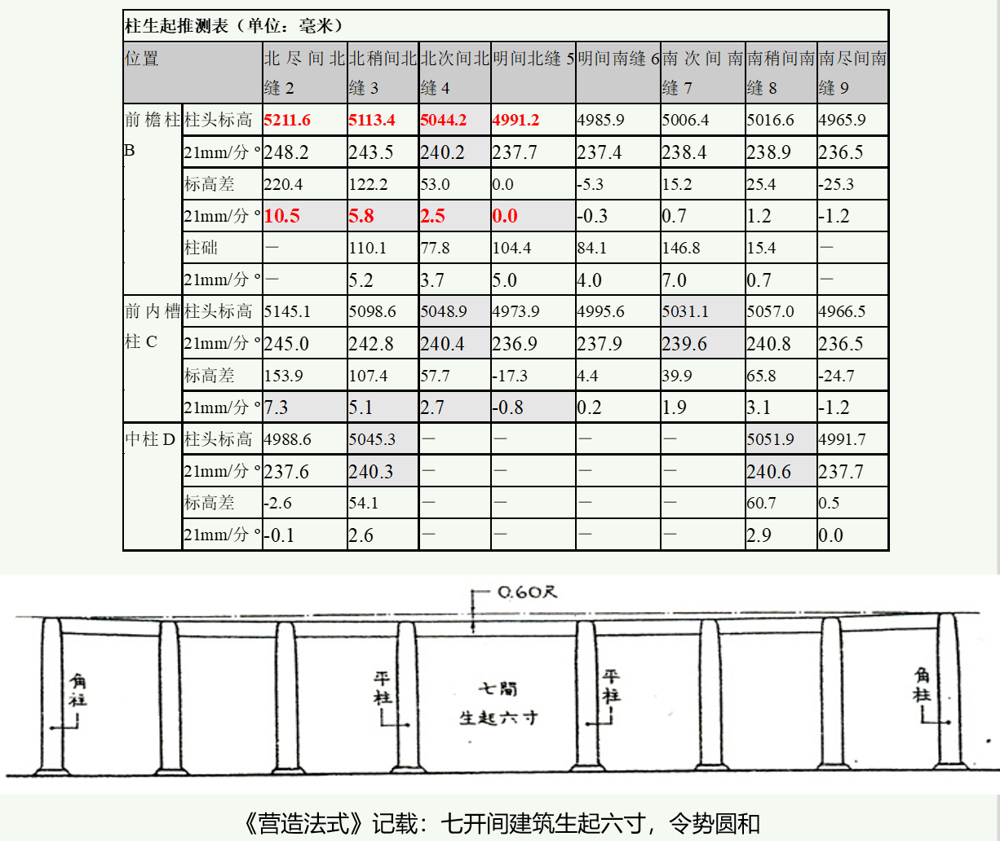 柱生起推测表（单位：毫米）
位置 北尽间北缝2 北稍间北缝3 北次间北缝4 明间北缝5 明间南缝6 南次间南缝7 南稍间南缝8 南尽间南缝9
前檐柱B 柱头标高 5211.6 5113.4 5044.2 4991.2 4985.9 5006.4 5016.6 4965.9
21mm/分° 248.2 243.5 240.2 237.7 237.4 238.4 238.9 236.5
标高差 220.4 122.2 53.0 0.0 -5.3 15.2 25.4 -25.3
21mm/分° 10.5 5.8 2.5 0.0 -0.3 0.7 1.2 -1.2
柱础 — 110.1 77.8 104.4 84.1 146.8 15.4 —
21mm/分° — 5.2 3.7 5.0 4.0 7.0 0.7 —
前内槽柱C 柱头标高 5145.1 5098.6 5048.9 4973.9 4995.6 5031.1 5057.0 4966.5
21mm/分° 245.0 242.8 240.4 236.9 237.9 239.6 240.8 236.5
标高差 153.9 107.4 57.7 -17.3 4.4 39.9 65.8 -24.7
21mm/分° 7.3 5.1 2.7 -0.8 0.2 1.9 3.1 -1.2
中柱D 柱头标高 4988.6 5045.3 — — — — 5051.9 4991.7
21mm/分° 237.6 240.3 — — — — 240.6 237.7
标高差 -2.6 54.1 — — — — 60.7 0.5
21mm/分° -0.1 2.6 — — — — 2.9 0.0
0.60尺
角柱
平柱
七間
生起六寸
平柱
角柱
《营造法式》记载：七开间建筑生起六寸，令势圆和